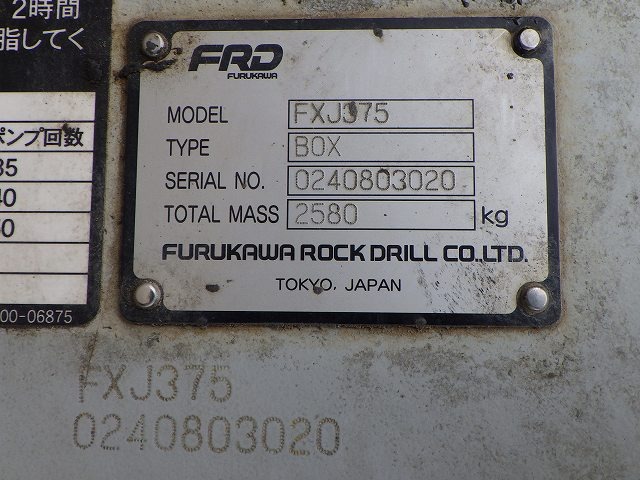 2時間
脂してく
ポンプ回数
35
40
50
00-06875
FRD
FURUKAWA
MODEL FXJ375
TYPE BOX
SERIAL NO. 0240803020
TOTAL MASS 2580 kg
FURUKAWA ROCK DRILL CO.,LTD.
TOKYO, JAPAN
FXJ375
0240803020